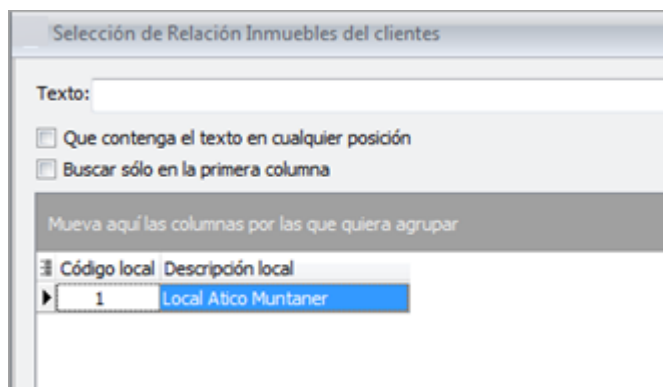 Selección de Relación Inmuebles del clientes
Texto:
Que contenga el texto en cualquier posición
Buscar sólo en la primera columna
Mueva aquí las columnas por las que quiera agrupar
Código local Descripción local
1 Local Atico Muntaner